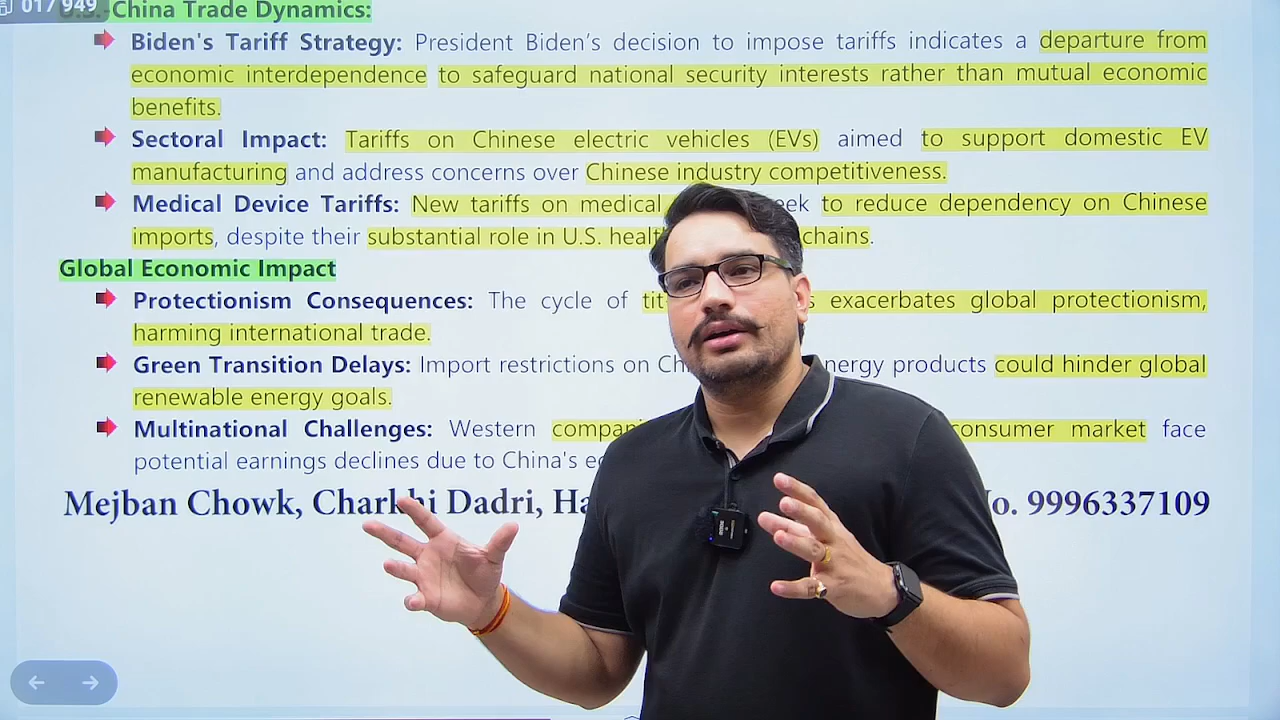 017 949
U.S.-China Trade Dynamics:
Biden's Tariff Strategy: President Biden's decision to impose tariffs indicates a departure from
economic interdependence to safeguard national security interests rather than mutual economic
benefits.
Sectoral Impact: Tariffs on Chinese electric vehicles (EVs) aimed to support domestic EV
manufacturing and address concerns over Chinese industry competitiveness.
Medical Device Tariffs: New tariffs on medical to reduce dependency on Chinese
imports, despite their substantial role in U.S. chains.
Global Economic Impact
Protectionism Consequences: The cycle of exacerbates global protectionism,
harming international trade.
Green Transition Delays: Import restrictions on products could hinder global
renewable energy goals.
Multinational Challenges: Western consumer market face
potential earnings declines due to China's
Mejban Chowk, Charkhi Dadri, 9996337109